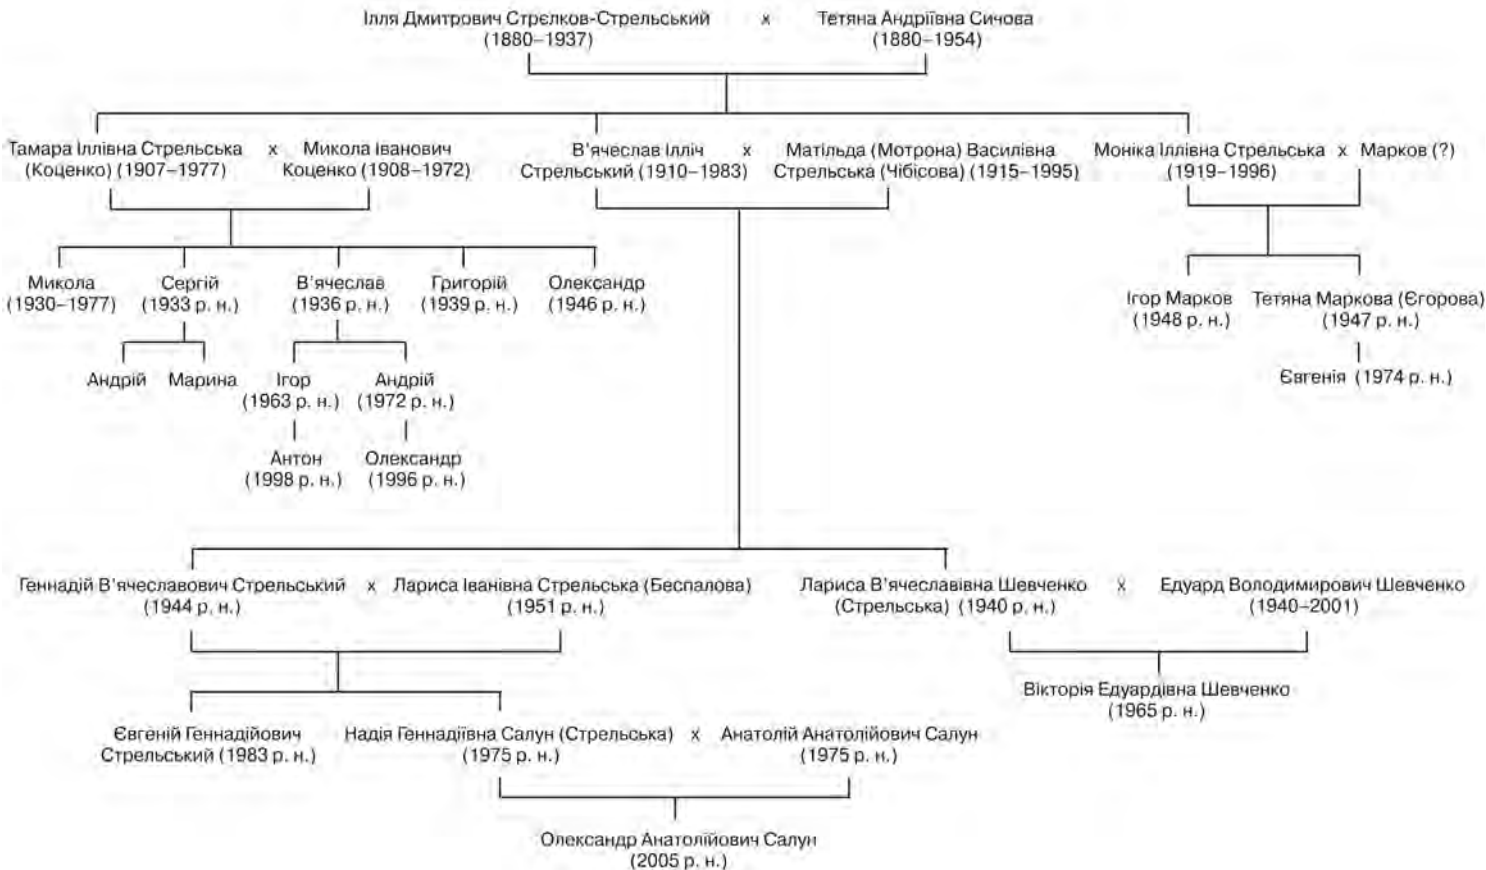 Ілля Дмитрович Стрєлков-Стрельський х Тетяна Андріївна Сичова
(1880–1937) (1880–1954)
Тамара Іллівна Стрельська х Микола Іванович В'ячеслав Ілліч х Матільда (Мотрона) Василівна Моніка Іллівна Стрельська х Марков (?)
(Коценко) (1907–1977) Коценко (1908–1972) Стрельський (1910–1983) Стрельська (Чібісова) (1915–1995) (1919–1996)
Микола Сергій В'ячеслав Григорій Олександр
(1930–1977) (1933 р. н.) (1936 р. н.) (1939 р. н.) (1946 р. н.)
Ігор Марков Тетяна Маркова (Єгорова)
(1948 р. н.) (1947 р. н.)
Андрій Марина Ігор Андрій Євгенія (1974 р. н.)
(1963 р. н.) (1972 р. н.)
Антон Олександр
(1998 р. н.) (1996 р. н.)
Геннадій В'ячеславович Стрельський х Лариса Іванівна Стрельська (Беспалова) Лариса В'ячеславівна Шевченко х Едуард Володимирович Шевченко
(1944 р. н.) (1951 р. н.) (Стрельська) (1940 р. н.) (1940–2001)
Вікторія Едуардівна Шевченко
(1965 р. н.)
Євгеній Геннадійович Надія Геннадіївна Салун (Стрельська) х Анатолій Анатолійович Салун
Стрельський (1983 р. н.) (1975 р. н.) (1975 р. н.)
Олександр Анатолійович Салун
(2005 р. н.)